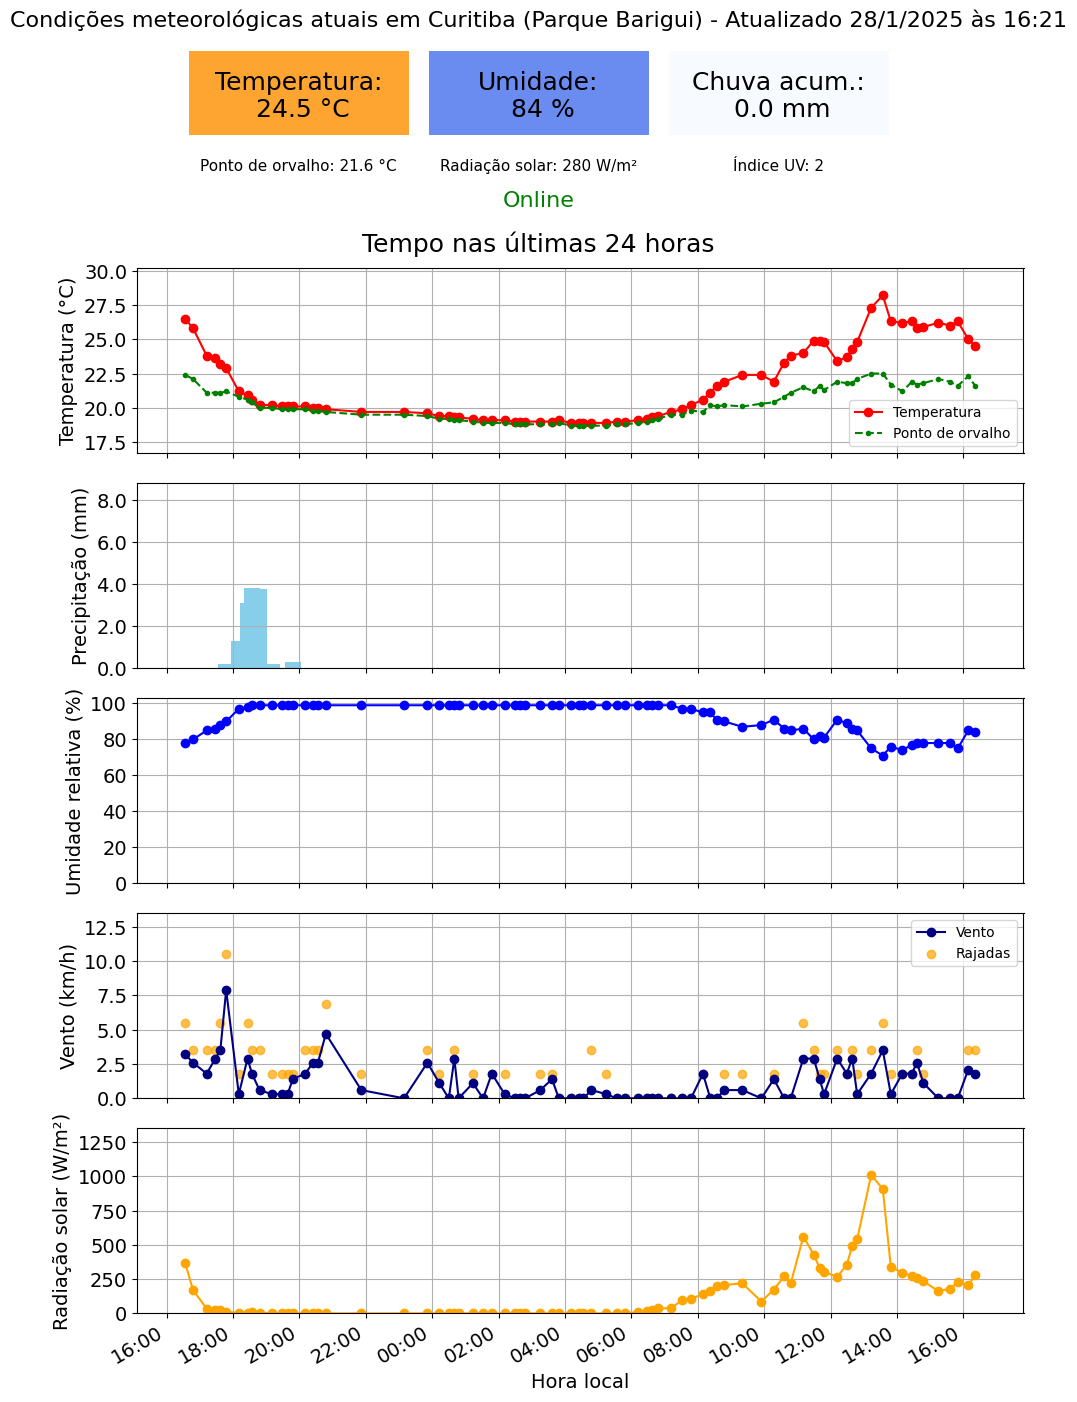 Condições meteorológicas atuais em Curitiba (Parque Barigui) - Atualizado 28/1/2025 às 16:21
Temperatura:
24.5 °C
Umidade:
84 %
Chuva acum.:
0.0 mm
Ponto de orvalho: 21.6 °C
Radiação solar: 280 W/m²
Índice UV: 2
Online
Tempo nas últimas 24 horas
Temperatura (°C)
30.0
27.5
25.0
22.5
20.0
17.5
Temperatura
Ponto de orvalho
Precipitação (mm)
8.0
6.0
4.0
2.0
0.0
Umidade relativa (%)
100
80
60
40
20
0
Vento (km/h)
12.5
10.0
7.5
5.0
2.5
0.0
Vento
Rajadas
Radiação solar (W/m²)
1250
1000
750
500
250
0
16:00
18:00
20:00
22:00
00:00
02:00
04:00
06:00
08:00
10:00
12:00
14:00
16:00
Hora local